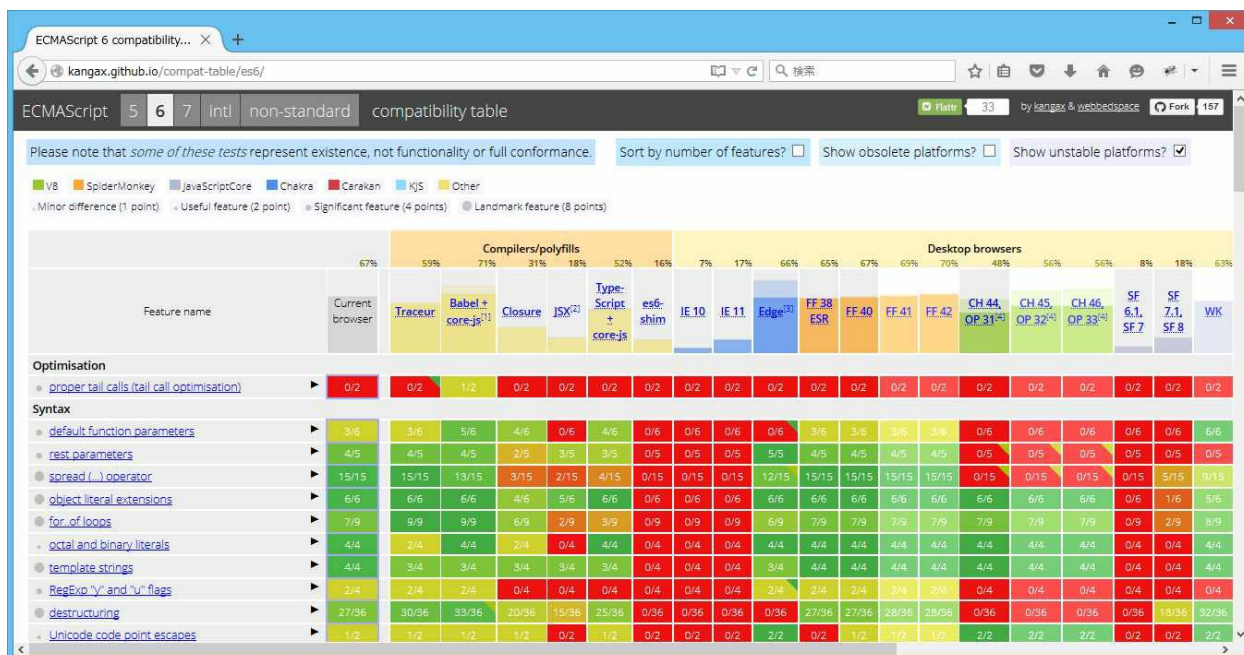 ECMAScript 6 compatibility...
kangax.github.io/compat-table/es6/
検索
ECMAScript 5 6 7 intl non-standard compatibility table
Flattr 33 by kangax & webbedspace Fork 157
Please note that some of these tests represent existence, not functionality or full conformance. Sort by number of features? Show obsolete platforms? Show unstable platforms?
V8 SpiderMonkey JavaScriptCore Chakra Carakan KJS Other
Minor difference (1 point) Useful feature (2 point) Significant feature (4 points) Landmark feature (8 points)
Compilers/polyfills Desktop browsers
67% 59% 71% 31% 18% 52% 16% 7% 17% 66% 65% 67% 69% 70% 48% 56% 56% 8% 18% 63%
Feature name Current browser Traceur Babel + core-js[1] Closure JSX[2] Type-Script + core-js es6-shim IE 10 IE 11 Edge[3] FF 38 ESR FF 40 FF 41 FF 42 CH 44, OP 31[4] CH 45, OP 32[4] CH 46, OP 33[4] SF 6.1, SF 7 SF 7.1, SF 8 WK
Optimisation
proper tail calls (tail call optimisation) 0/2 0/2 1/2 0/2 0/2 0/2 0/2 0/2 0/2 0/2 0/2 0/2 0/2 0/2 0/2 0/2 0/2 0/2 0/2 0/2
Syntax
default function parameters 3/6 3/6 5/6 4/6 0/6 4/6 0/6 0/6 0/6 0/6 3/6 3/6 3/6 3/6 0/6 0/6 0/6 0/6 0/6 6/6
rest parameters 4/5 4/5 4/5 2/5 3/5 3/5 0/5 0/5 0/5 5/5 4/5 4/5 4/5 4/5 0/5 0/5 0/5 0/5 0/5 0/5
spread (...) operator 15/15 15/15 13/15 3/15 2/15 4/15 0/15 0/15 0/15 12/15 15/15 15/15 15/15 15/15 0/15 0/15 0/15 0/15 5/15 9/15
object literal extensions 6/6 6/6 6/6 4/6 5/6 6/6 0/6 0/6 0/6 6/6 6/6 6/6 6/6 6/6 6/6 6/6 6/6 0/6 1/6 5/6
for..of loops 7/9 9/9 9/9 6/9 2/9 3/9 0/9 0/9 0/9 6/9 7/9 7/9 7/9 7/9 7/9 7/9 7/9 0/9 2/9 8/9
octal and binary literals 4/4 2/4 4/4 2/4 0/4 4/4 0/4 0/4 0/4 4/4 4/4 4/4 4/4 4/4 4/4 4/4 4/4 0/4 0/4 4/4
template strings 4/4 3/4 3/4 3/4 3/4 3/4 0/4 0/4 0/4 3/4 4/4 4/4 4/4 4/4 4/4 4/4 4/4 0/4 0/4 4/4
RegExp "y" and "u" flags 2/4 2/4 2/4 0/4 0/4 0/4 0/4 0/4 0/4 2/4 2/4 2/4 2/4 2/4 0/4 0/4 0/4 0/4 0/4 0/4
destructuring 27/36 30/36 33/36 20/36 15/36 25/36 0/36 0/36 0/36 0/36 27/36 27/36 28/36 28/36 0/36 0/36 0/36 0/36 18/36 32/36
Unicode code point escapes 1/2 1/2 1/2 1/2 0/2 1/2 0/2 0/2 0/2 2/2 0/2 1/2 1/2 1/2 2/2 2/2 2/2 0/2 0/2 2/2